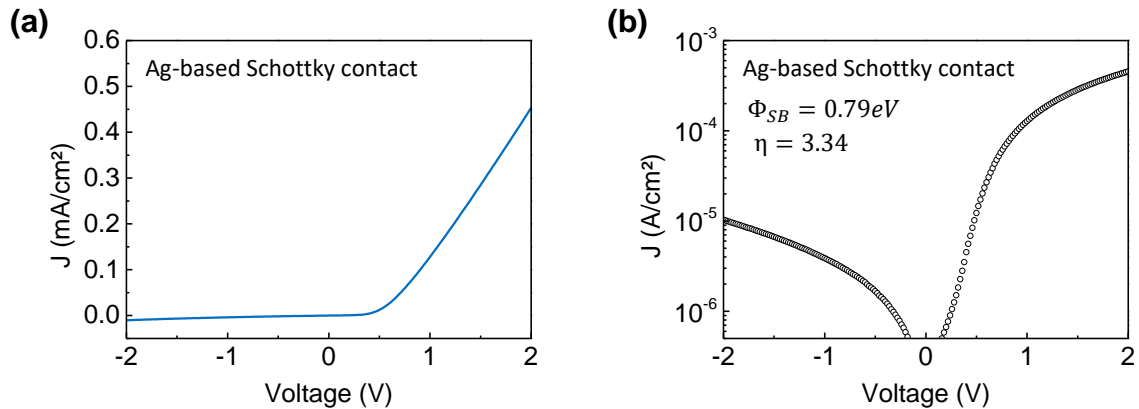 (a)
0.6
0.5
0.4
0.3
0.2
0.1
0.0
J (mA/cm²)
Ag-based Schottky contact
-2
-1
0
1
2
Voltage (V)
(b)
10⁻³
10⁻⁴
10⁻⁵
10⁻⁶
J (A/cm²)
Ag-based Schottky contact
Φ_SB = 0.79eV
η = 3.34
-2
-1
0
1
2
Voltage (V)